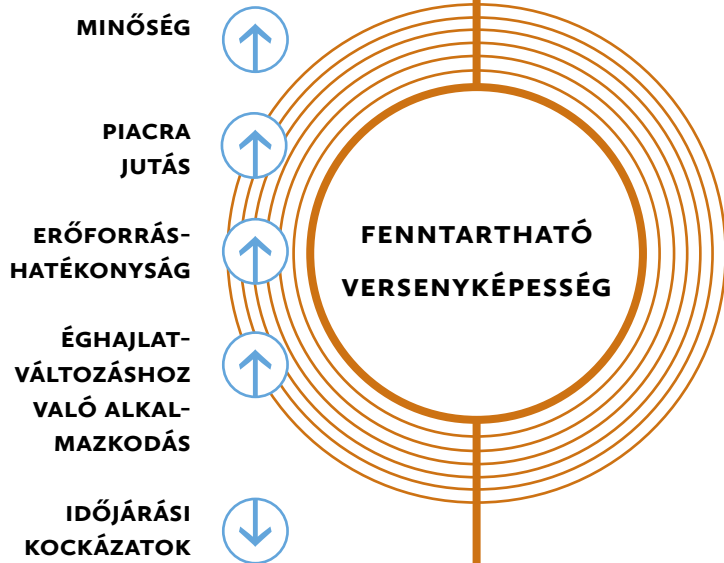 MINŐSÉG
PIACRA
JUTÁS
ERŐFORRÁS-
HATÉKONYSÁG
ÉGHAJLAT-
VÁLTOZÁSHOZ
VALÓ ALKAL-
MAZKODÁS
IDŐJÁRÁSI
KOCKÁZATOK
FENNTARTHATÓ
VERSENYKÉPESSÉG